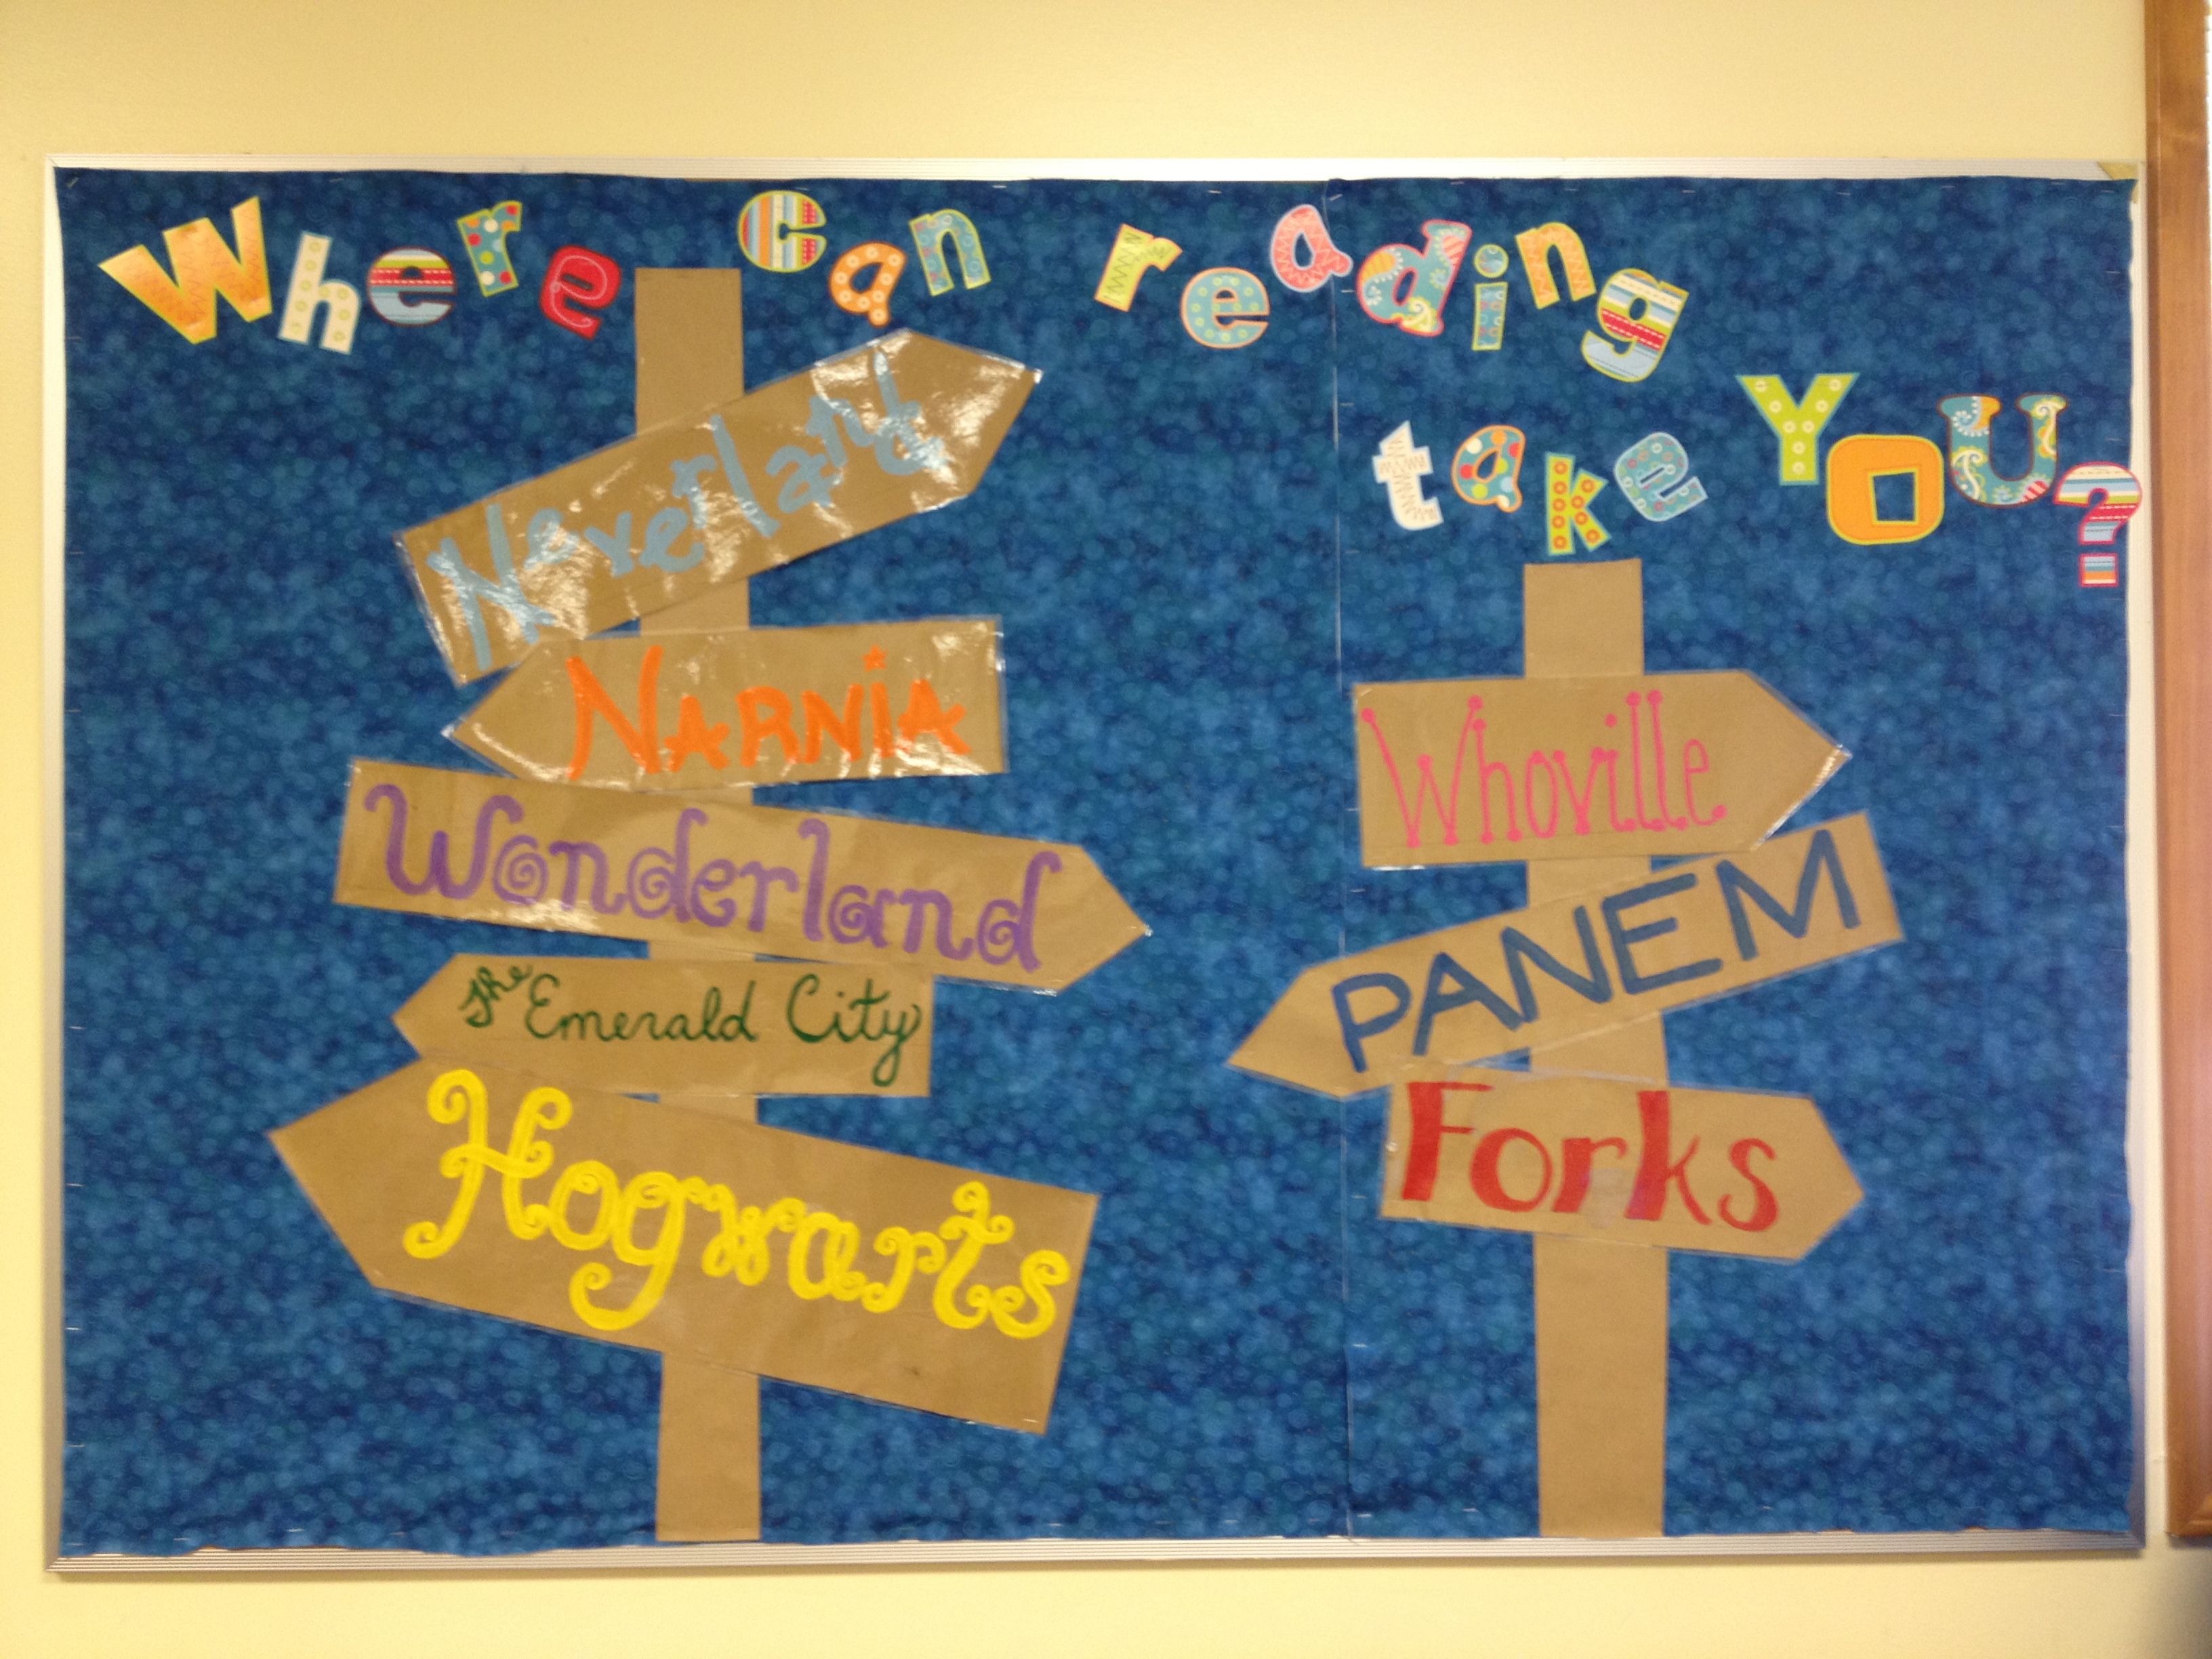 Where can reading
take YOU?
Neverland
NARNiA
Wonderland
The Emerald City
Hogwarts
Whoville
PANEM
Forks